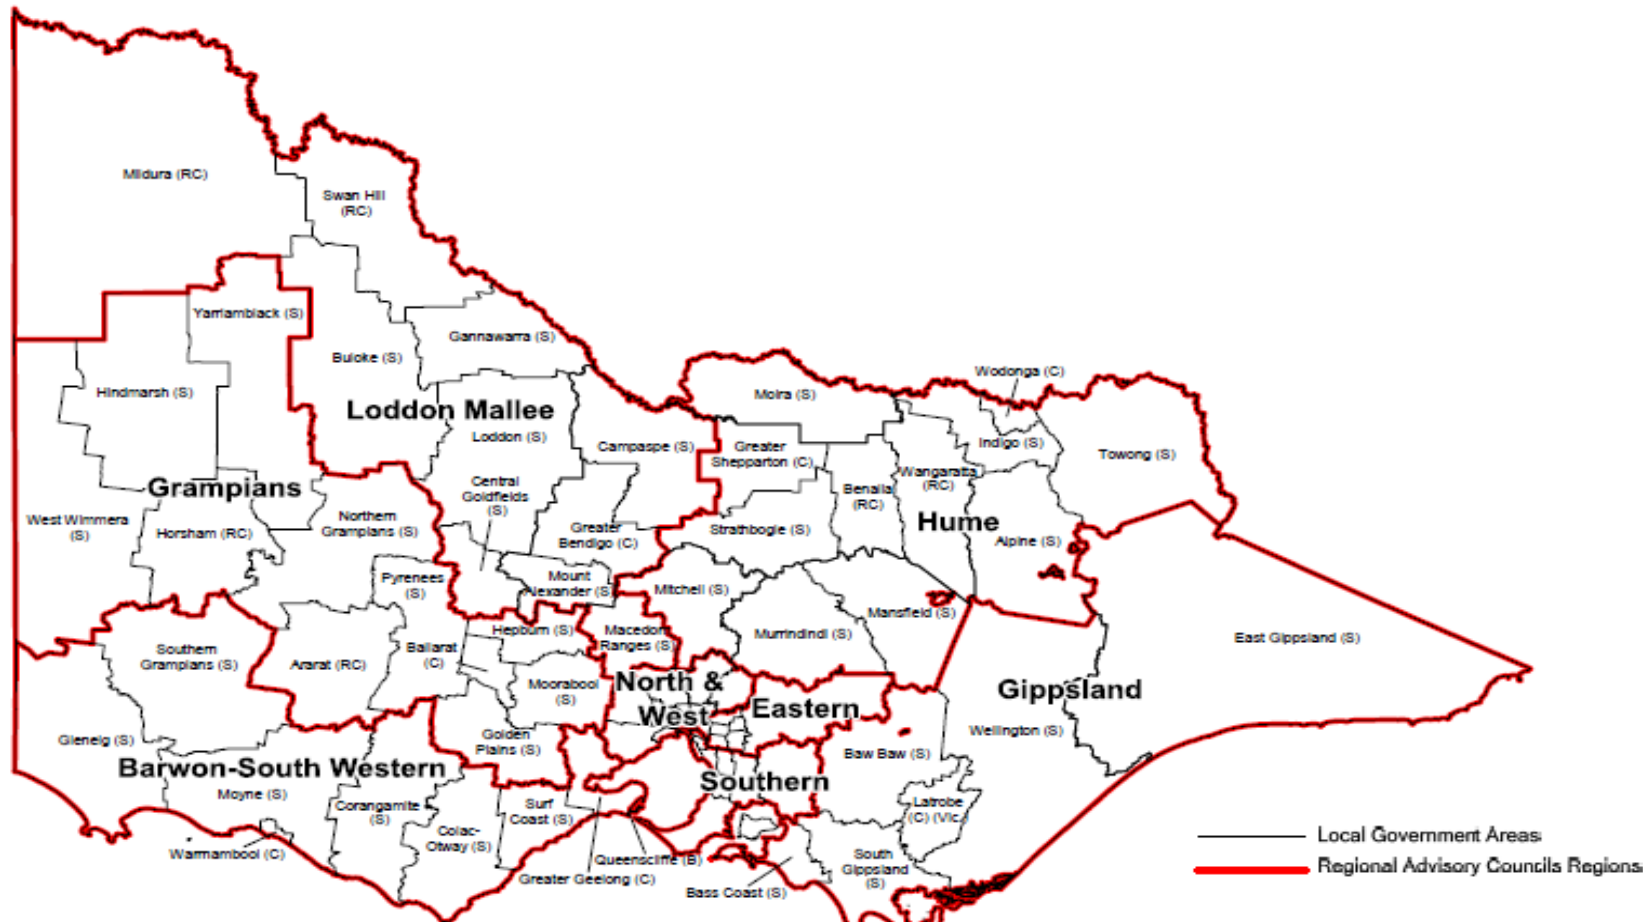 Mildura (RC)
Swan Hill
(RC)
Yarriambiack (S)
Gannawarra (S)
Buloke (S)
Hindmarsh (S)
Loddon Mallee
Loddon (S)
Campaspe (S)
Moira (S)
Wodonga (C)
Indigo (S)
Towong (S)
Greater
Shepparton (C)
Wangaratta
(RC)
Benalla
(RC)
Central
Goldfields
(S)
Grampians
West Wimmera
(S)
Horsham (RC)
Northern
Grampians (S)
Greater
Bendigo (C)
Strathbogie (S)
Hume
Alpine (S)
Pyrenees
(S)
Mount
Alexander (S)
Mitchell (S)
Mansfield (S)
Murrindindi (S)
East Gippsland (S)
Southern
Grampians (S)
Ararat (RC)
Ballarat
(C)
Hepburn (S)
Macedon
Ranges (S)
Moorabool
(S)
North &
West
Eastern
Gippsland
Wellington (S)
Glenelg (S)
Golden
Plains (S)
Baw Baw (S)
Barwon-South Western
Moyne (S)
Southern
Corangamite
(S)
Surf
Coast (S)
Latrobe
(C) (Vic.)
Colac-
Otway (S)
Warrnambool (C)
Queenscliffe (B)
Greater Geelong (C)
Bass Coast (S)
South
Gippsland
(S)
Local Government Areas
Regional Advisory Councils Regions